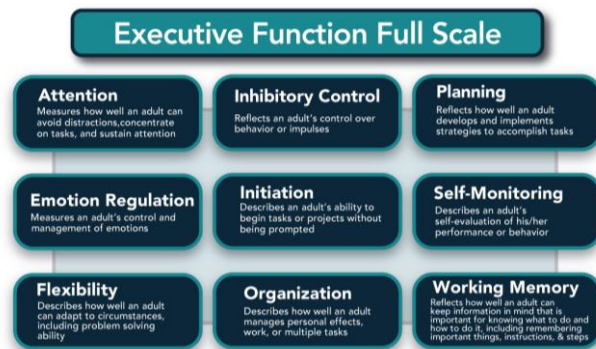 Executive Function Full Scale
Attention
Measures how well an adult can
avoid distractions,concentrate
on tasks, and sustain attention
Inhibitory Control
Reflects an adult's control over
behavior or impulses
Planning
Reflects how well an adult
develops and implements
strategies to accomplish tasks
Emotion Regulation
Measures an adult's control and
management of emotions
Initiation
Describes an adult's ability to
begin tasks or projects without
being prompted
Self-Monitoring
Describes an adult's
self-evaluation of his/her
performance or behavior
Flexibility
Describes how well an adult
can adapt to circumstances,
including problem solving
ability
Organization
Describes how well an adult
manages personal effects,
work, or multiple tasks
Working Memory
Reflects how well an adult can
keep information in mind that is
important for knowing what to do and
how to do it, including remembering
important things, instructions, & steps